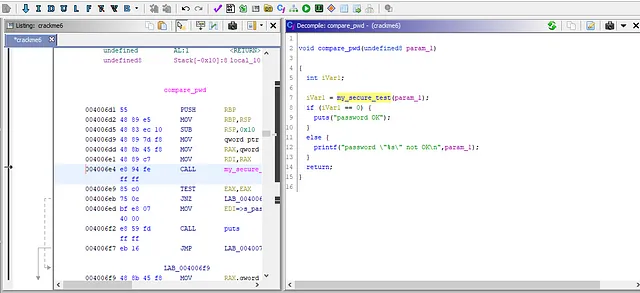 I D U L F V B
Listing: crackme6
*crackme6
undefined AL:1 <RETURN>
undefined8 Stack[-0x10]:8 local_10
compare_pwd
004006d1 55 PUSH RBP
004006d2 48 89 e5 MOV RBP,RSP
004006d5 48 83 ec 10 SUB RSP,0x10
004006d9 48 89 7d f8 MOV qword ptr
004006dd 48 8b 45 f8 MOV RAX,qword
004006e1 48 89 c7 MOV RDI,RAX
004006e4 e8 94 fe CALL my_secure_
ff ff
004006e9 85 c0 TEST EAX,EAX
004006eb 75 0c JNZ LAB_004006
004006ed bf e8 07 MOV EDI=>s_pas
40 00
004006f2 e8 59 fd CALL puts
ff ff
004006f7 eb 16 JMP LAB_004007
LAB_004006f9
004006f9 48 8b 45 f8 MOV RAX,qword
Decompile: compare_pwd - (crackme6)
1
2 void compare_pwd(undefined8 param_1)
3
4 {
5 int iVar1;
6
7 iVar1 = my_secure_test(param_1);
8 if (iVar1 == 0) {
9 puts("password OK");
10 }
11 else {
12 printf("password \"%s\" not OK\n",param_1);
13 }
14 return;
15 }
16